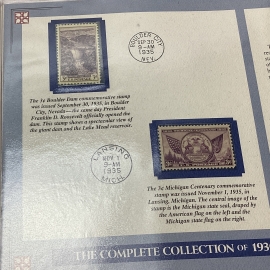 BOULDER CITY
SEP 30
9-AM
1935
NEV.
The 3¢ Boulder Dam commemorative stamp
was issued September 30, 1935, in Boulder
City, Nevada— the same day President
Franklin D. Roosevelt officially opened the
dam. This stamp shows a spectacular view of
the giant dam and the Lake Mead reservoir.
LANSING
NOV 1
9-AM
1935
MICH.
The 3¢ Michigan Centenary commemorative
stamp was issued November 1, 1935, in
Lansing, Michigan. The central image of
the stamp is the Michigan state seal, draped by
the American flag on the left and the
Michigan state flag on the right.
THE COMPLETE COLLECTION OF 193